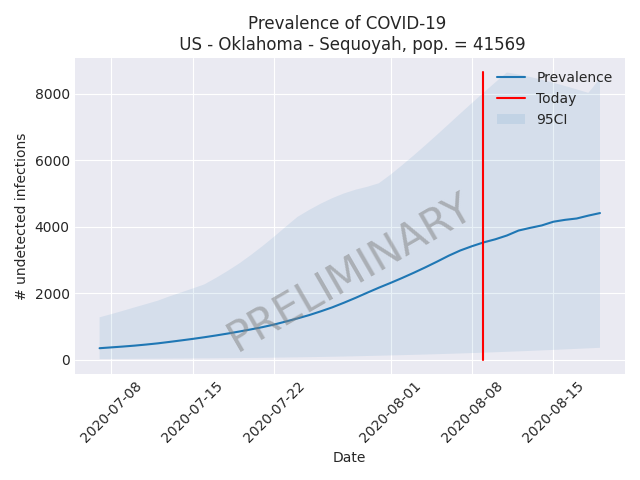 Prevalence of COVID-19
US - Oklahoma - Sequoyah, pop. = 41569
# undetected infections
8000
6000
4000
2000
0
Prevalence
Today
95CI
PRELIMINARY
2020-07-08
2020-07-15
2020-07-22
2020-08-01
2020-08-08
2020-08-15
Date